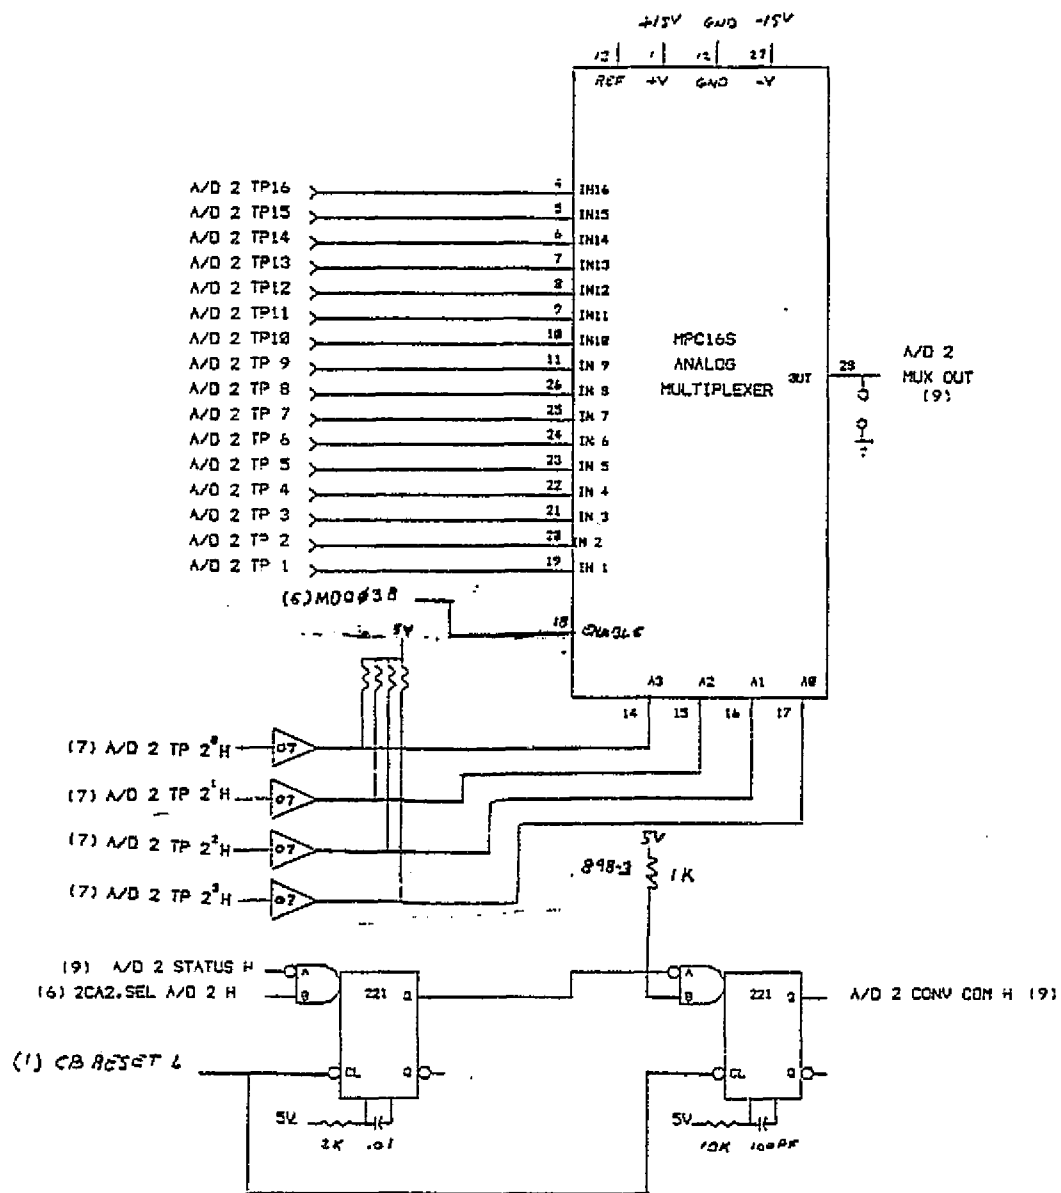 +15V GND -15V
13 1 12 27
REF +V GND -V
A/D 2 TP16 4 IN16
A/D 2 TP15 5 IN15
A/D 2 TP14 6 IN14
A/D 2 TP13 7 IN13
A/D 2 TP12 8 IN12
A/D 2 TP11 9 IN11
A/D 2 TP10 10 IN10
A/D 2 TP 9 11 IN 9
A/D 2 TP 8 26 IN 8
A/D 2 TP 7 25 IN 7
A/D 2 TP 6 24 IN 6
A/D 2 TP 5 23 IN 5
A/D 2 TP 4 22 IN 4
A/D 2 TP 3 21 IN 3
A/D 2 TP 2 20 IN 2
A/D 2 TP 1 19 IN 1
MPC16S
ANALOG
MULTIPLEXER
OUT 28
A/D 2
MUX OUT
(9)
(6) MDOØ3B
18 ENABLE
5V
A3 A2 A1 A0
14 15 16 17
(7) A/D 2 TP 2⁰H 07
(7) A/D 2 TP 2¹H 07
(7) A/D 2 TP 2²H 07
(7) A/D 2 TP 2³H 07
5V
898-3 1K
(9) A/D 2 STATUS H A
(6) 2CA2.SEL A/D 2 H B
221 Q
A
B
221 Q
A/D 2 CONV COM H (9)
(1) CB RESET L
CL Q
CL Q
5V 2K .01
5V 10K 100PF